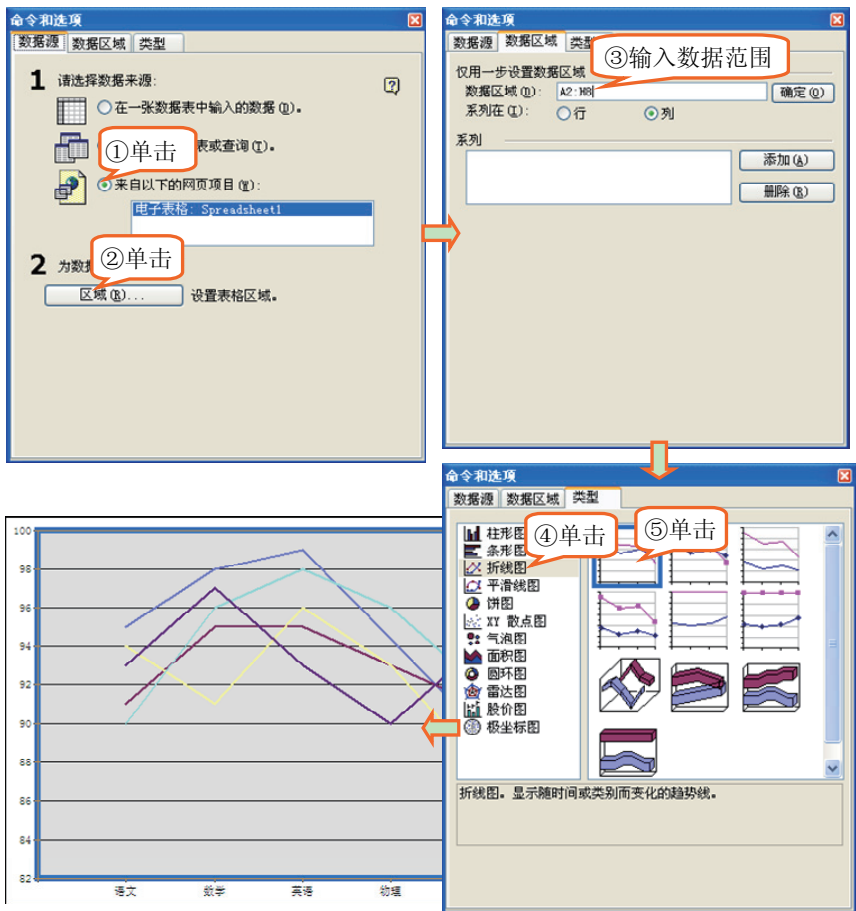 命令和选项
数据源 数据区域 类型
1 请选择数据来源:
在一张数据表中输入的数据(D)。
①单击
表或查询(T)。
来自以下的网页项目(W):
电子表格: Spreadsheet1
②单击
2 为数据
区域(R)... 设置表格区域。
命令和选项
数据源 数据区域 类
③输入数据范围
仅用一步设置数据区域
数据区域(D): A2:H8 确定(O)
系列在(I): 行 列
系列
添加(A)
删除(R)
命令和选项
数据源 数据区域 类型
④单击
⑤单击
柱形图
条形图
折线图
平滑线图
饼图
XY 散点图
气泡图
面积图
圆环图
雷达图
股价图
极坐标图
折线图。显示随时间或类别而变化的趋势线。
100
98
96
94
92
90
88
86
84
82
语文 数学 英语 物理